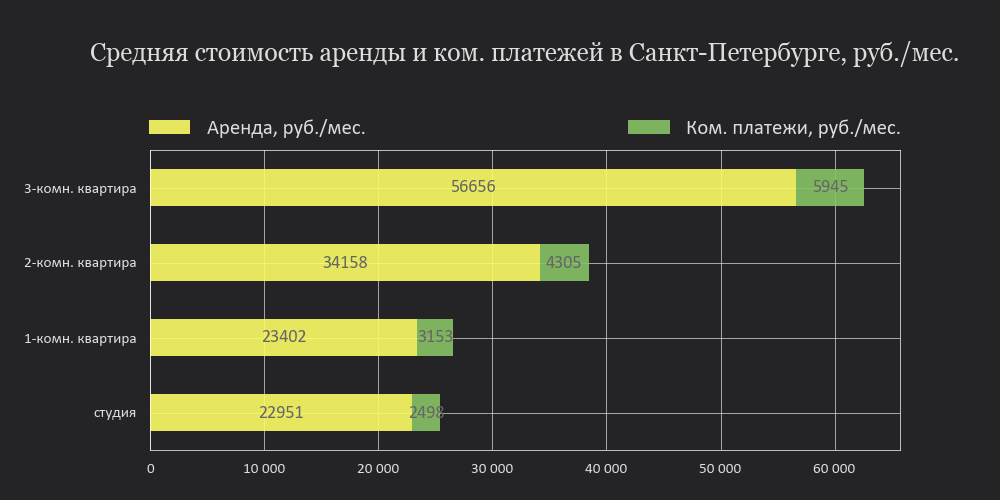 Средняя стоимость аренды и ком. платежей в Санкт-Петербурге, руб./мес.
Аренда, руб./мес. Ком. платежи, руб./мес.
3-комн. квартира 56656 5945
2-комн. квартира 34158 4305
1-комн. квартира 23402 3153
студия 22951 2498
0 10 000 20 000 30 000 40 000 50 000 60 000